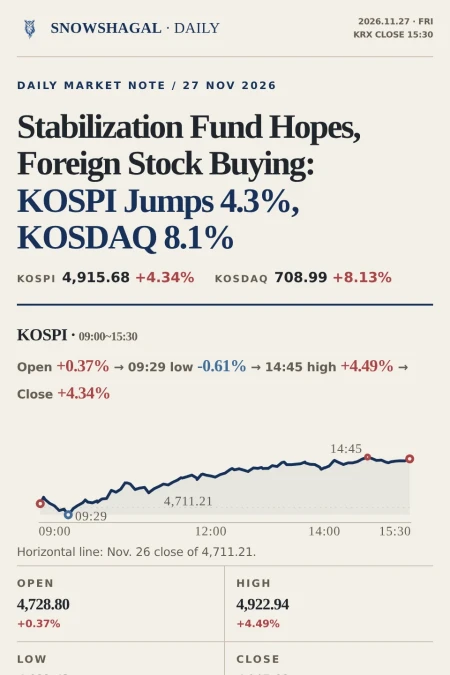 SNOWSHAGAL · DAILY
2026.11.27 · FRI
KRX CLOSE 15:30
DAILY MARKET NOTE / 27 NOV 2026
Stabilization Fund Hopes,
Foreign Stock Buying:
KOSPI Jumps 4.3%,
KOSDAQ 8.1%
KOSPI 4,915.68 +4.34% KOSDAQ 708.99 +8.13%
KOSPI · 09:00~15:30
Open +0.37% → 09:29 low -0.61% → 14:45 high +4.49% →
Close +4.34%
14:45
4,711.21
09:29
09:00 12:00 14:00 15:30
Horizontal line: Nov. 26 close of 4,711.21.
OPEN
4,728.80
+0.37%
HIGH
4,922.94
+4.49%
LOW
CLOSE